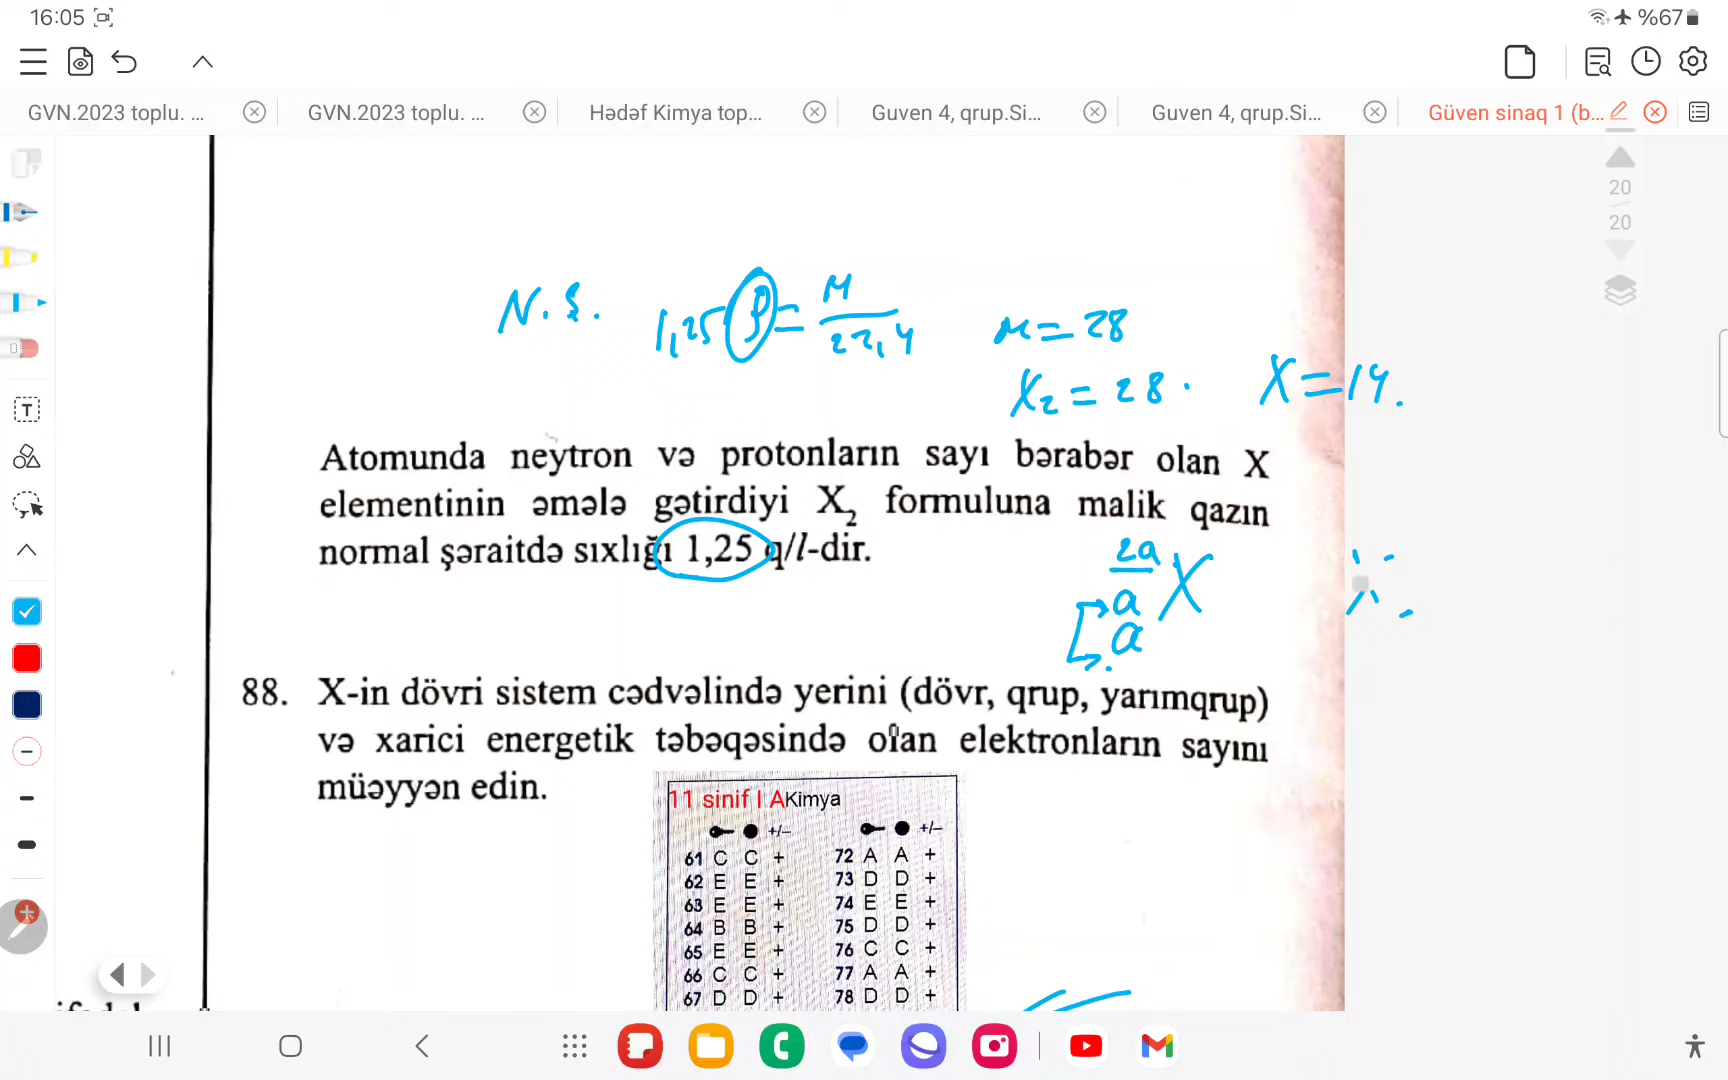 16:05 %67
GVN.2023 toplu. ... GVN.2023 toplu. ... Hədəf Kimya top... Guven 4, qrup.Si... Guven 4, qrup.Si... Güven sinaq 1 (b...
20
20
N.Ş. 1,25 ρ = M / 22,4 M = 28
X₂ = 28. X = 14.
Atomunda neytron və protonların sayı bərabər olan X
elementinin əmələ gətirdiyi X₂ formuluna malik qazın
normal şəraitdə sıxlığı 1,25 q/l-dir.
2a
a X
a
88. X-in dövri sistem cədvəlində yerini (dövr, qrup, yarımqrup)
və xarici energetik təbəqəsində olan elektronların sayını
müəyyən edin.
11 sinif I A Kimya
+/– +/–
61 C C + 72 A A +
62 E E + 73 D D +
63 E E + 74 E E +
64 B B + 75 D D +
65 E E + 76 C C +
66 C C + 77 A A +
67 D D + 78 D D +